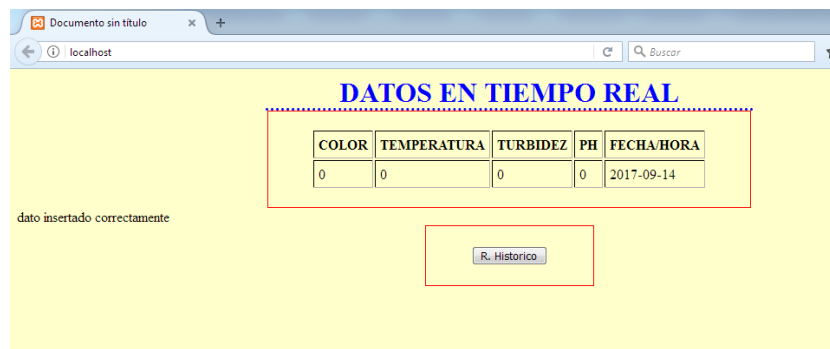 Documento sin título
localhost
Buscar
DATOS EN TIEMPO REAL
COLOR TEMPERATURA TURBIDEZ PH FECHA/HORA
0 0 0 0 2017-09-14
dato insertado correctamente
R. Historico